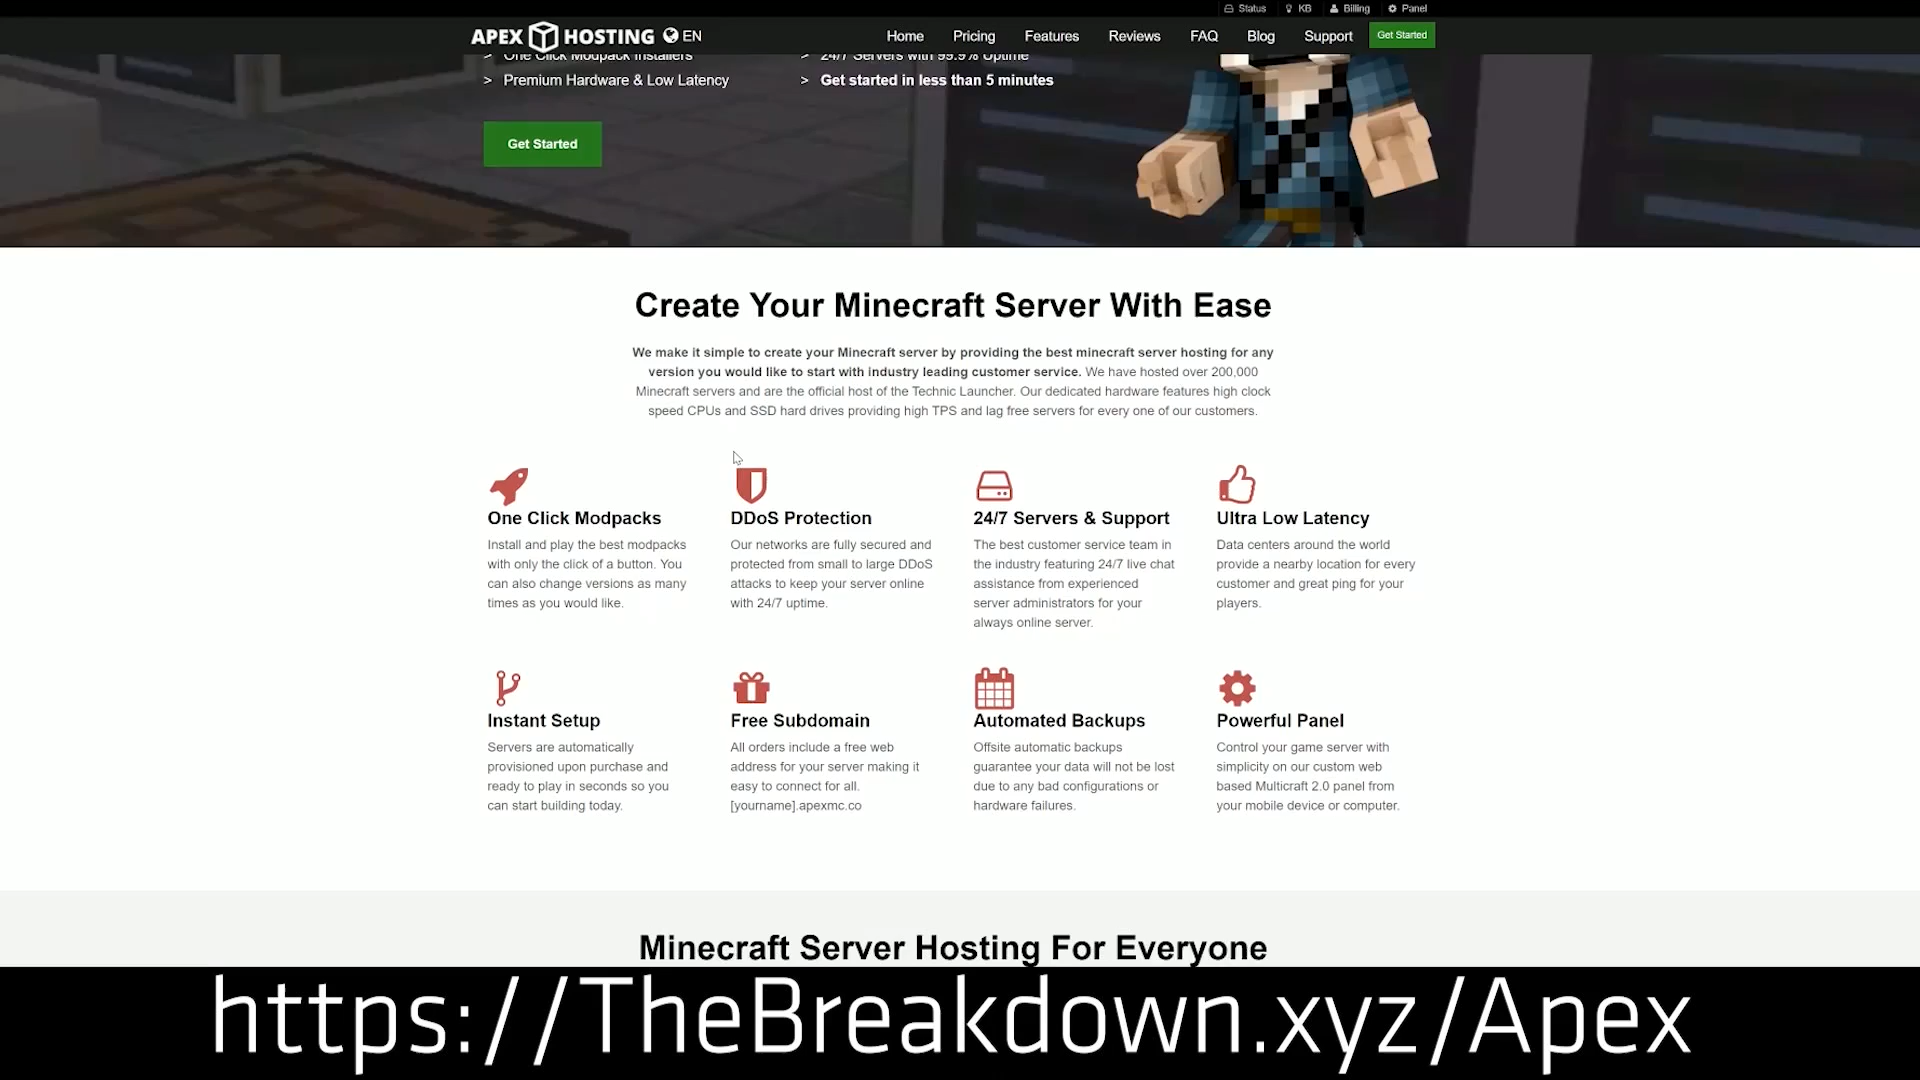 Status KB Billing Panel
APEX HOSTING EN Home Pricing Features Reviews FAQ Blog Support Get Started
> One Click Modpack Installers > 24/7 Servers with 99.9% Uptime
> Premium Hardware & Low Latency > Get started in less than 5 minutes
Get Started
Create Your Minecraft Server With Ease
We make it simple to create your Minecraft server by providing the best minecraft server hosting for any
version you would like to start with industry leading customer service. We have hosted over 200,000
Minecraft servers and are the official host of the Technic Launcher. Our dedicated hardware features high clock
speed CPUs and SSD hard drives providing high TPS and lag free servers for every one of our customers.
One Click Modpacks
Install and play the best modpacks
with only the click of a button. You
can also change versions as many
times as you would like.
DDoS Protection
Our networks are fully secured and
protected from small to large DDoS
attacks to keep your server online
with 24/7 uptime.
24/7 Servers & Support
The best customer service team in
the industry featuring 24/7 live chat
assistance from experienced
server administrators for your
always online server.
Ultra Low Latency
Data centers around the world
provide a nearby location for every
customer and great ping for your
players.
Instant Setup
Servers are automatically
provisioned upon purchase and
ready to play in seconds so you
can start building today.
Free Subdomain
All orders include a free web
address for your server making it
easy to connect for all.
[yourname].apexmc.co
Automated Backups
Offsite automatic backups
guarantee your data will not be lost
due to any bad configurations or
hardware failures.
Powerful Panel
Control your game server with
simplicity on our custom web
based Multicraft 2.0 panel from
your mobile device or computer.
Minecraft Server Hosting For Everyone
https://TheBreakdown.xyz/Apex